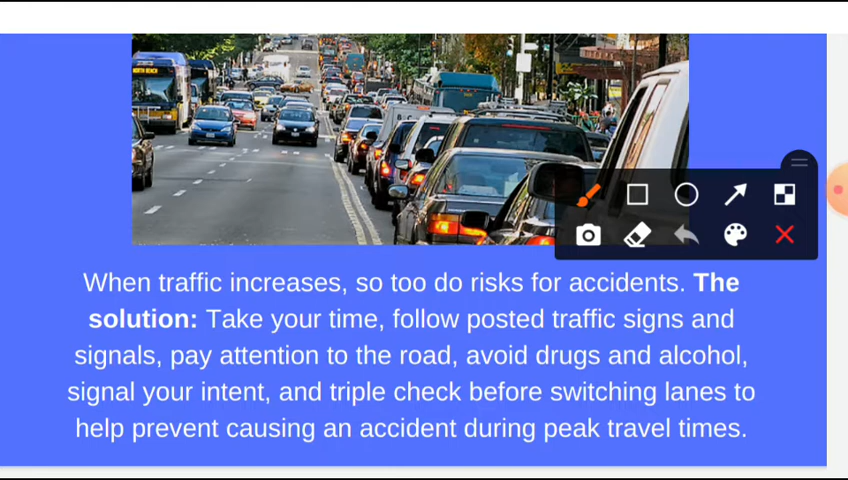 NORTH BEACH
When traffic increases, so too do risks for accidents. The
solution: Take your time, follow posted traffic signs and
signals, pay attention to the road, avoid drugs and alcohol,
signal your intent, and triple check before switching lanes to
help prevent causing an accident during peak travel times.